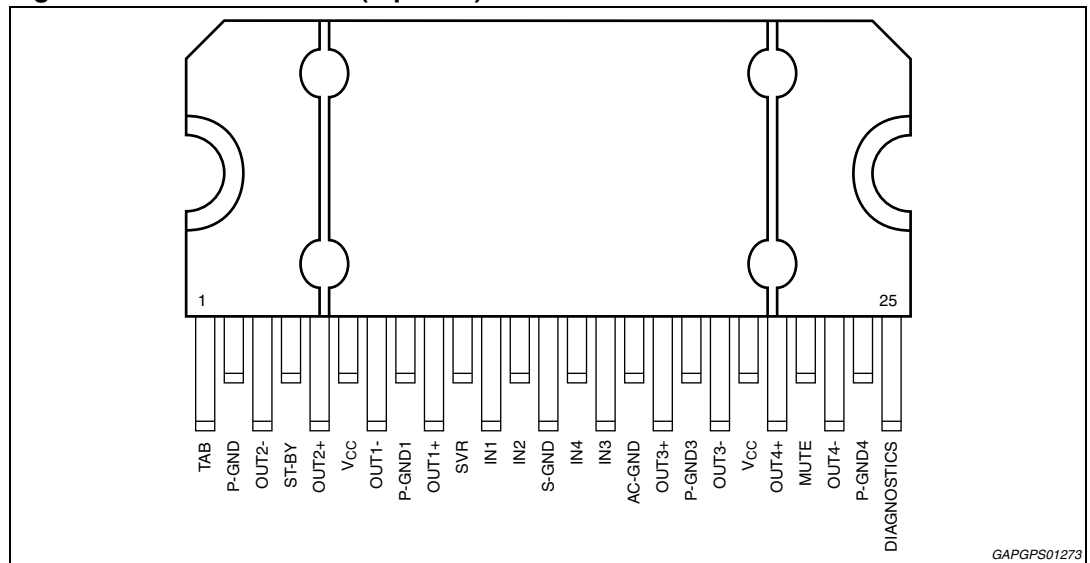 1
25
TAB
P-GND
OUT2-
ST-BY
OUT2+
VCC
OUT1-
P-GND1
OUT1+
SVR
IN1
IN2
S-GND
IN4
IN3
AC-GND
OUT3+
P-GND3
OUT3-
VCC
OUT4+
MUTE
OUT4-
P-GND4
DIAGNOSTICS
GAPGPS01273